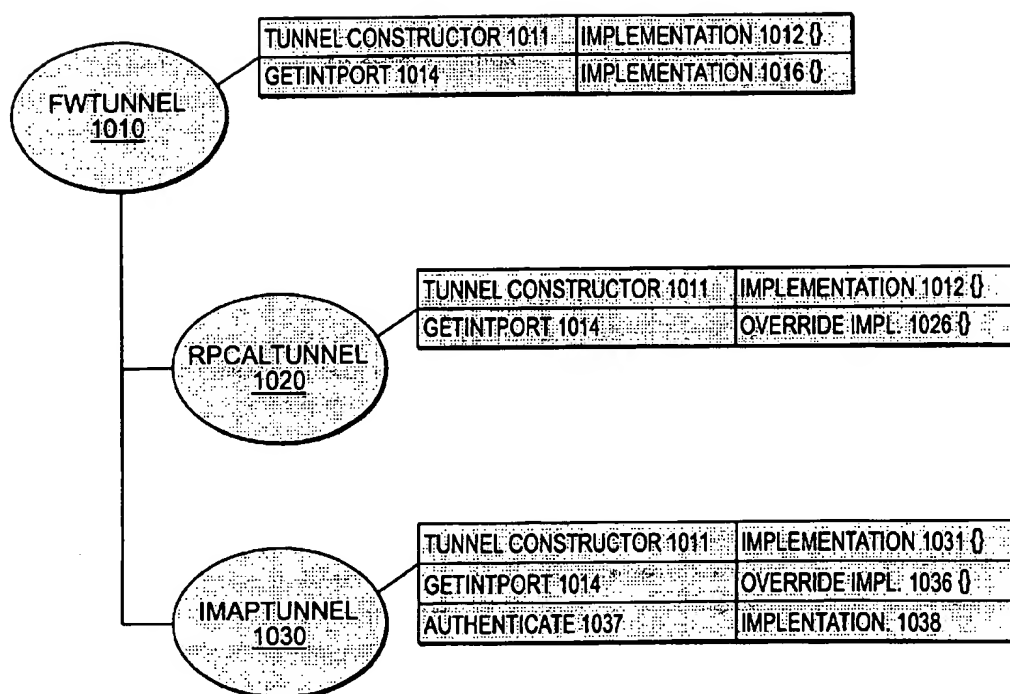 TUNNEL CONSTRUCTOR 1011 IMPLEMENTATION 1012 {}
GETINTPORT 1014 IMPLEMENTATION 1016 {}
FWTUNNEL
1010
TUNNEL CONSTRUCTOR 1011 IMPLEMENTATION 1012 {}
GETINTPORT 1014 OVERRIDE IMPL. 1026 {}
RPCALTUNNEL
1020
TUNNEL CONSTRUCTOR 1011 IMPLEMENTATION 1031 {}
GETINTPORT 1014 OVERRIDE IMPL. 1036 {}
AUTHENTICATE 1037 IMPLENTATION. 1038
IMAPTUNNEL
1030